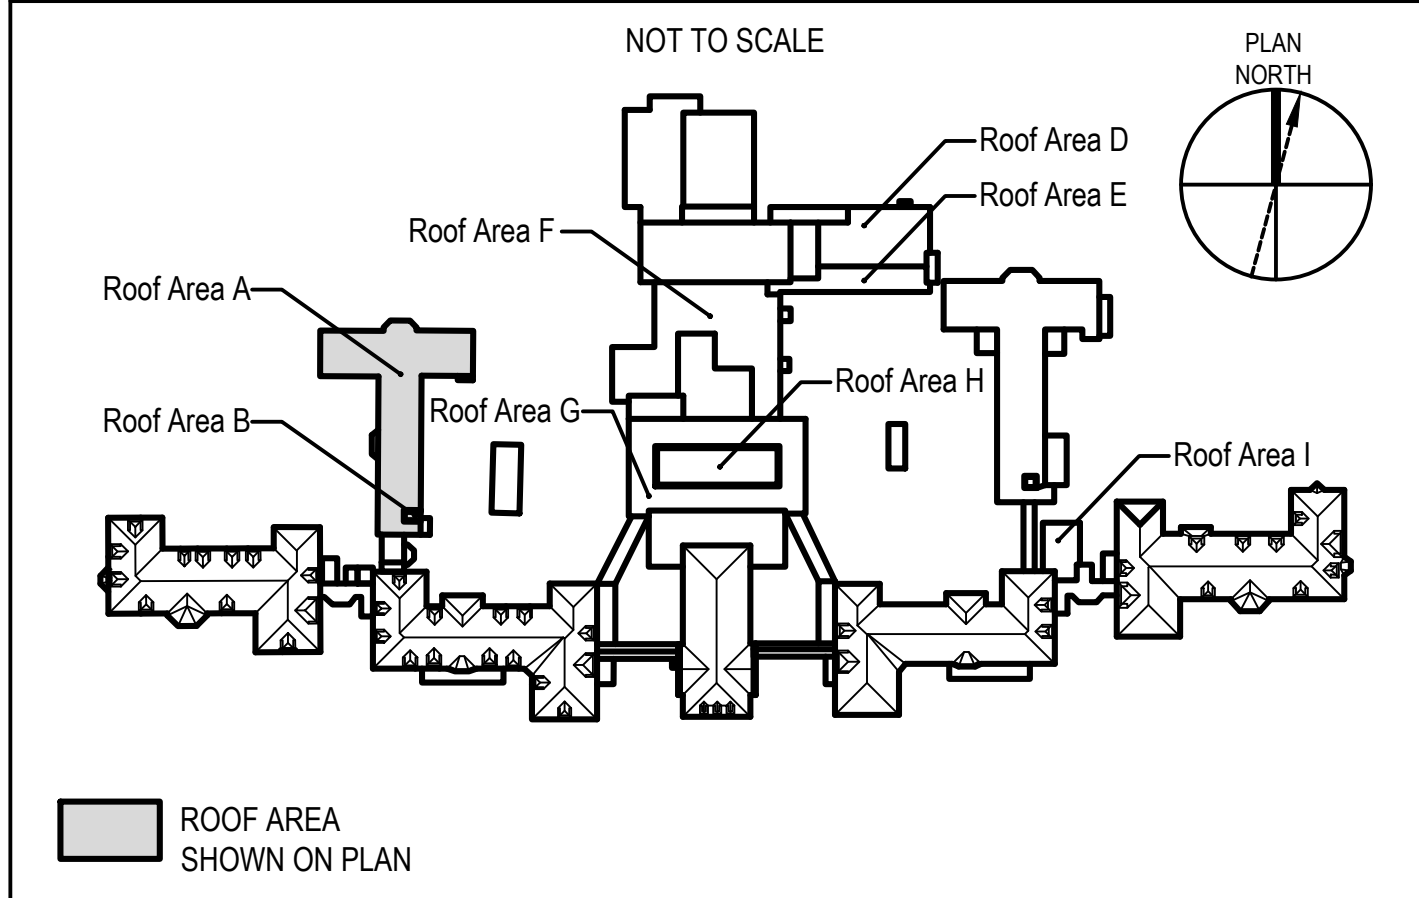 NOT TO SCALE
PLAN
NORTH
Roof Area D
Roof Area E
Roof Area F
Roof Area A
Roof Area H
Roof Area G
Roof Area B
Roof Area I
ROOF AREA
SHOWN ON PLAN